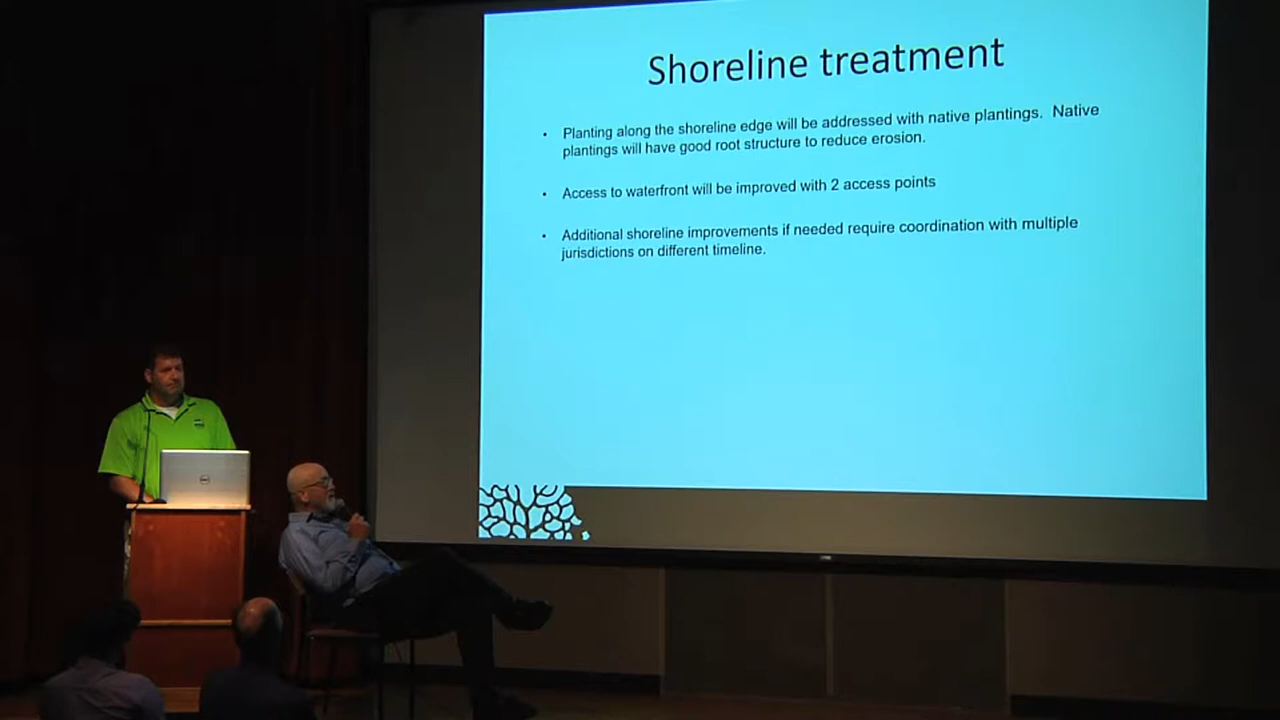 Shoreline treatment
• Planting along the shoreline edge will be addressed with native plantings. Native
plantings will have good root structure to reduce erosion.
• Access to waterfront will be improved with 2 access points
• Additional shoreline improvements if needed require coordination with multiple
jurisdictions on different timeline.